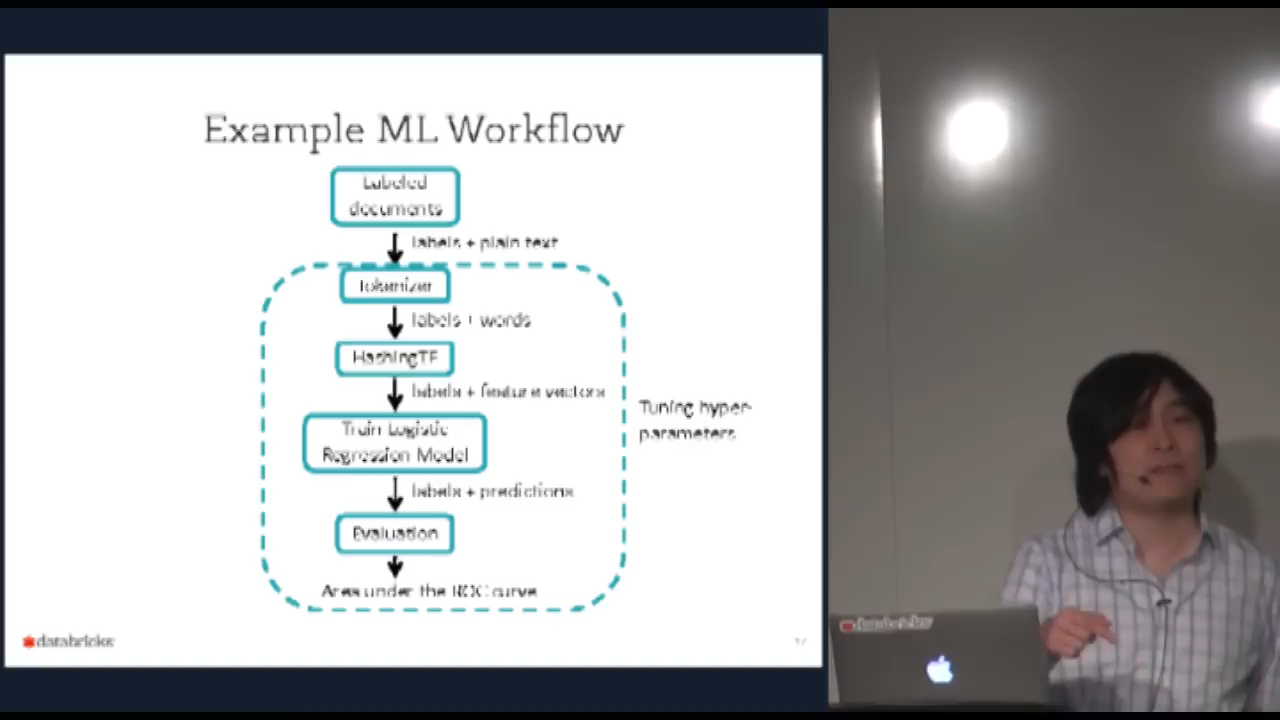 Example ML Workflow
Labeled
documents
labels + plain text
Tokenizer
labels + words
HashingTF
labels + feature vectors
Train Logistic
Regression Model
labels + predictions
Evaluation
Area under the ROC curve
Tuning hyper-
parameters
databricks
databricks